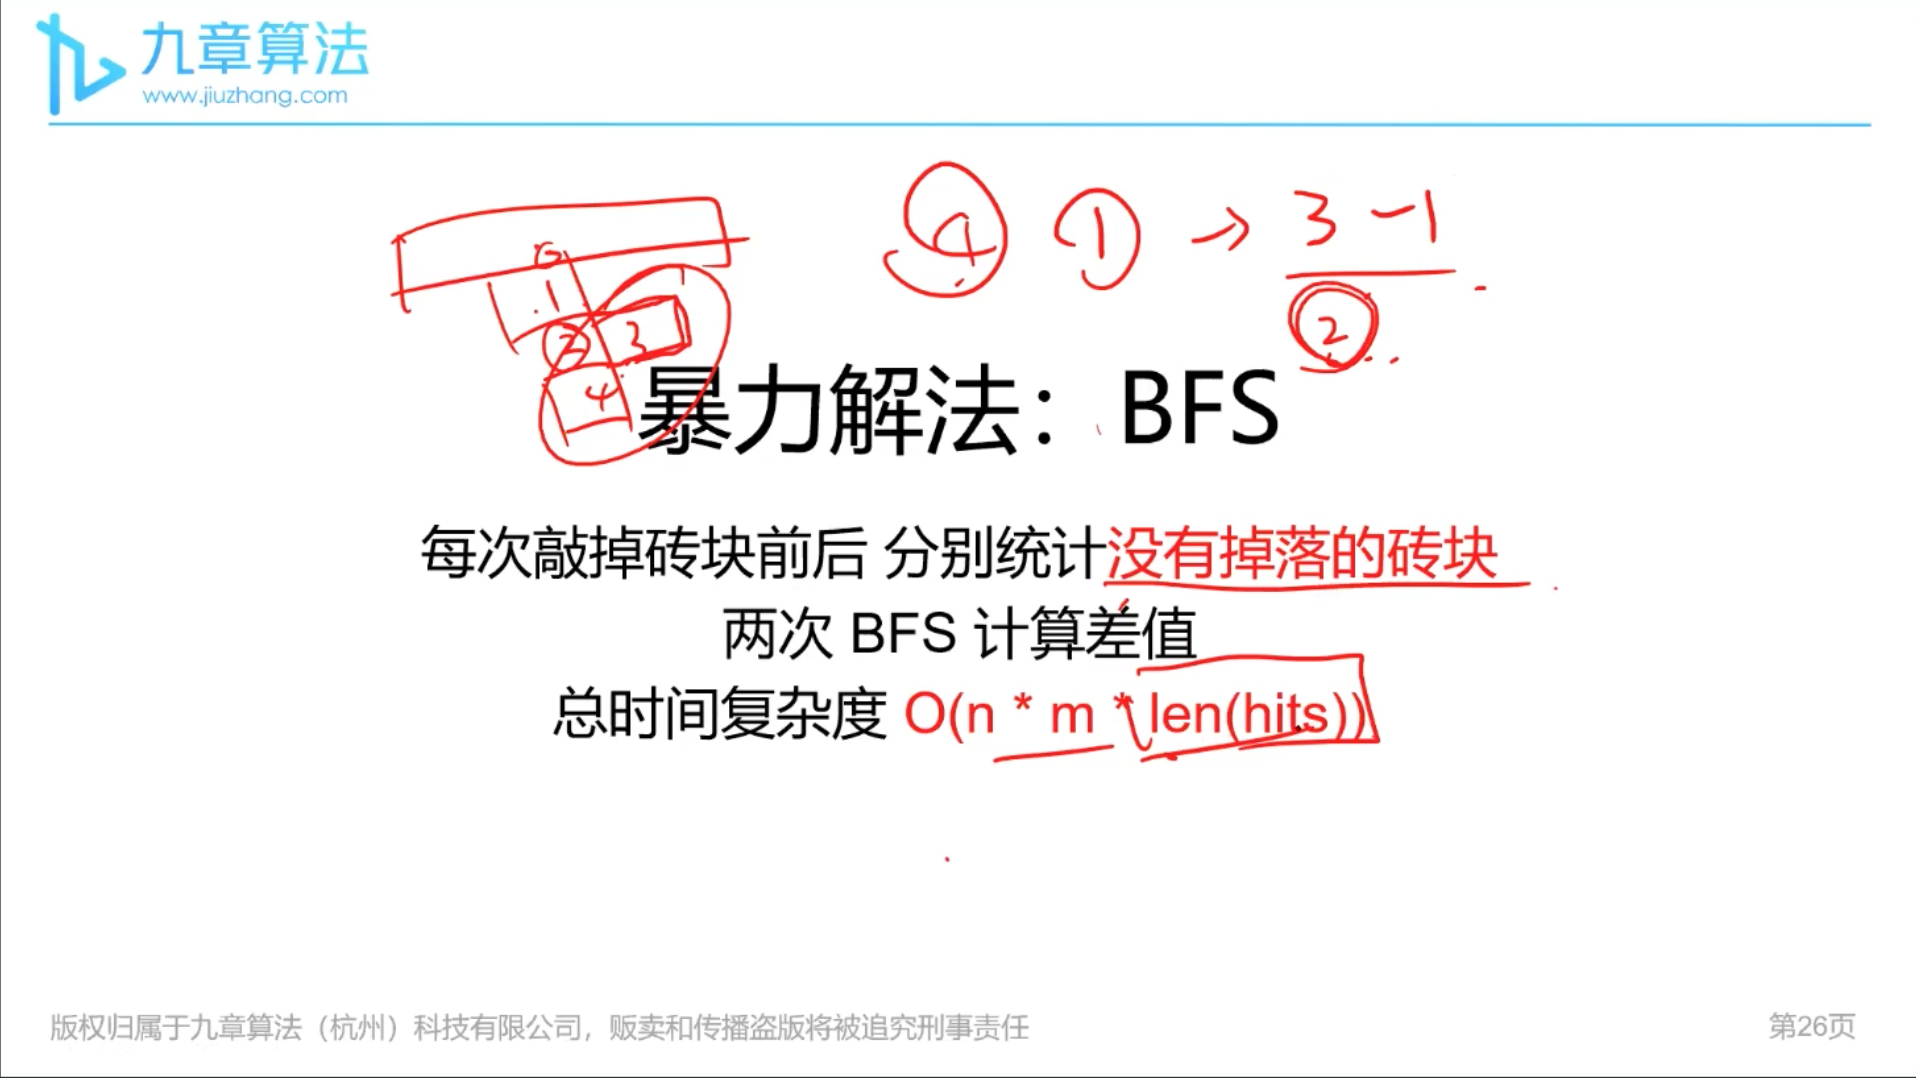 九章算法
www.jiuzhang.com
4 1 → 3 - 1
1
2 3
2
4
暴力解法：BFS
每次敲掉砖块前后 分别统计没有掉落的砖块
两次 BFS 计算差值
总时间复杂度 O(n * m * len(hits))
版权归属于九章算法（杭州）科技有限公司，贩卖和传播盗版将被追究刑事责任
第26页